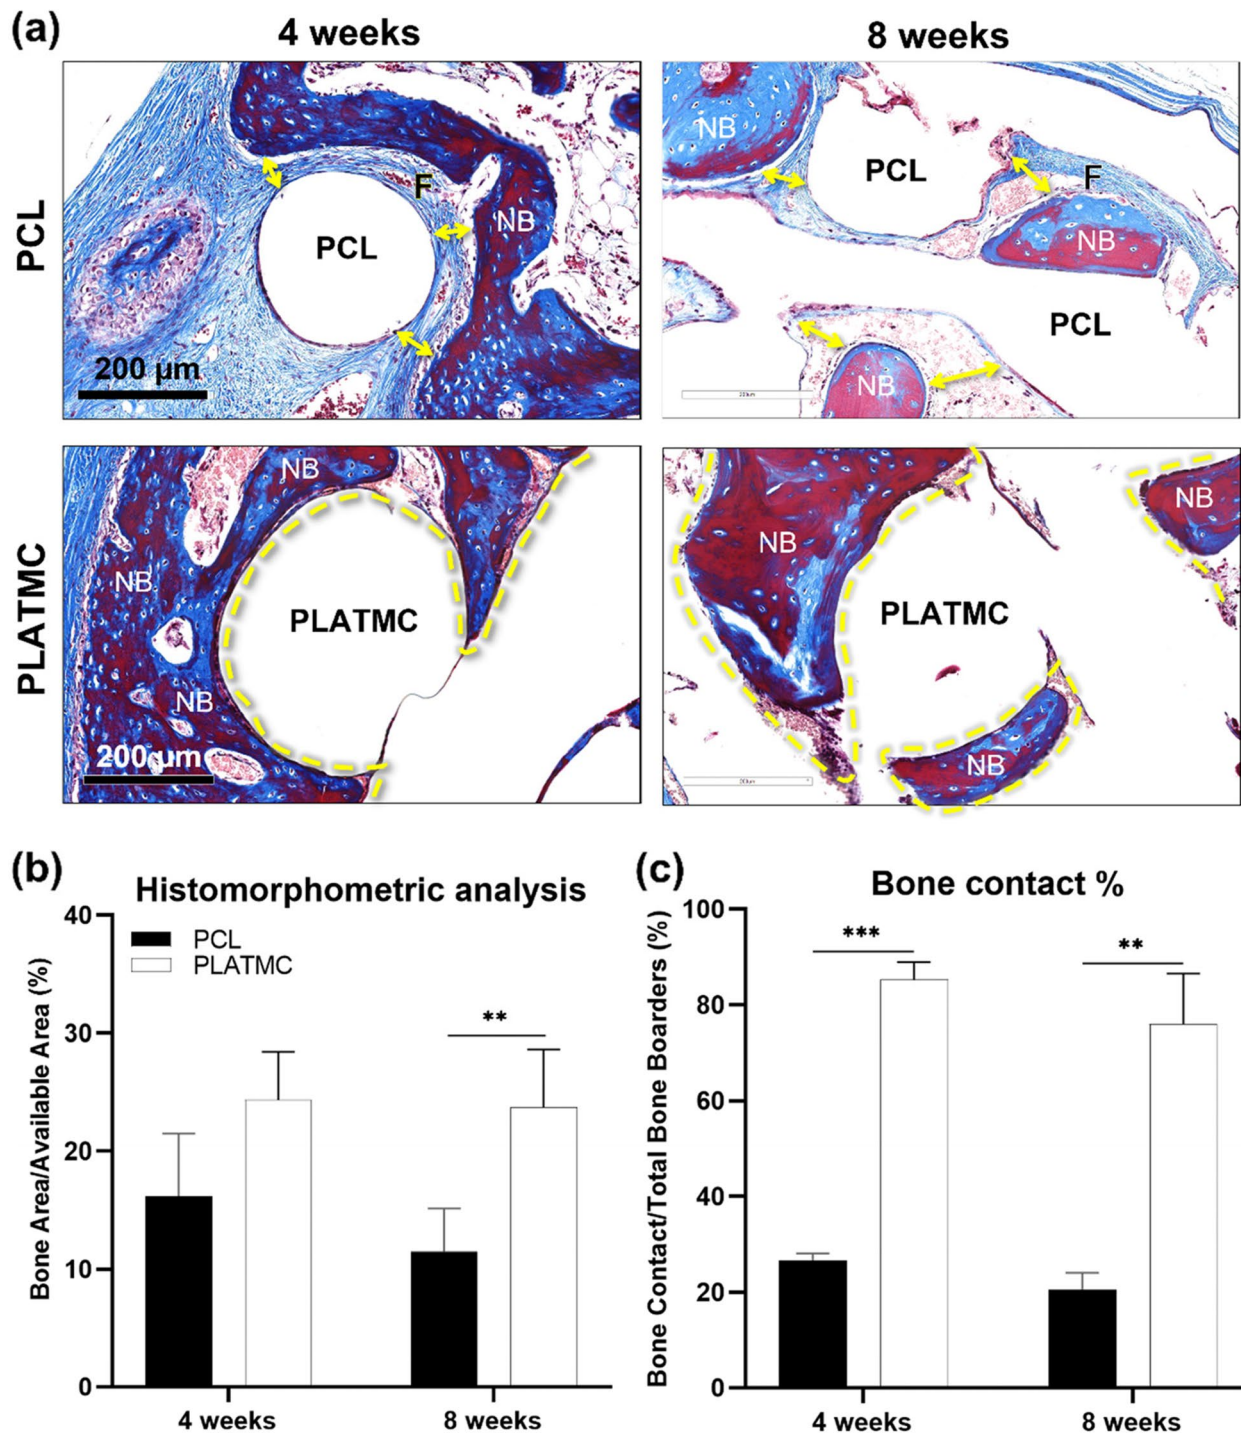 (a)
4 weeks
8 weeks
PCL
PCL
F
NB
200 µm
NB
PCL
F
NB
PCL
NB
200um
PLATMC
NB
NB
PLATMC
NB
200 µm
NB
NB
PLATMC
NB
(b)
Histomorphometric analysis
Bone Area/Available Area (%)
40
30
20
10
0
PCL
PLATMC
**
4 weeks
8 weeks
(c)
Bone contact %
Bone Contact/Total Bone Boarders (%)
100
80
60
40
20
0
***
**
4 weeks
8 weeks